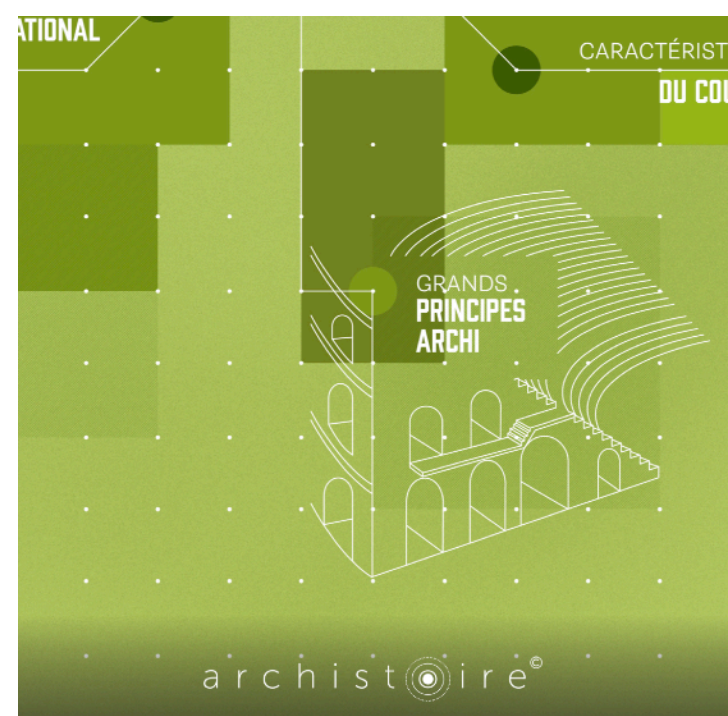 ATIONAL
CARACTÉRIST
DU COU
GRANDS
PRINCIPES
ARCHI
archistoire©